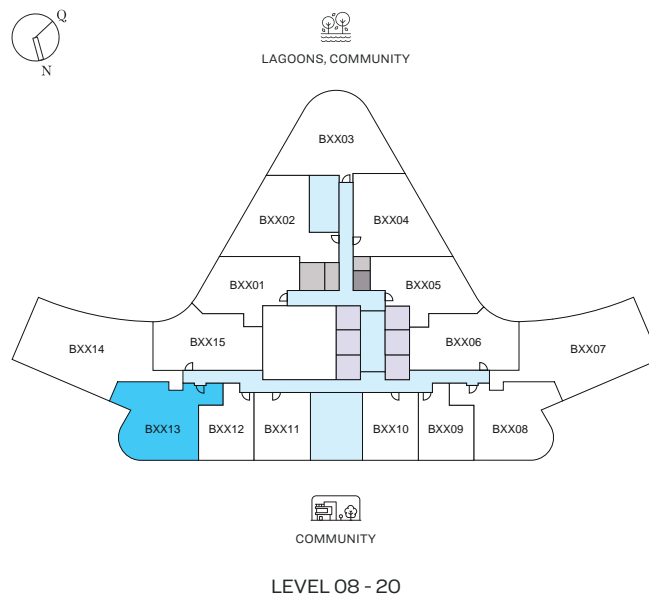 Q
N
LAGOONS, COMMUNITY
BXX03
BXX02
BXX04
BXX01
BXX05
BXX14
BXX15
BXX06
BXX07
BXX13
BXX12
BXX11
BXX10
BXX09
BXX08
COMMUNITY
LEVEL 08 - 20